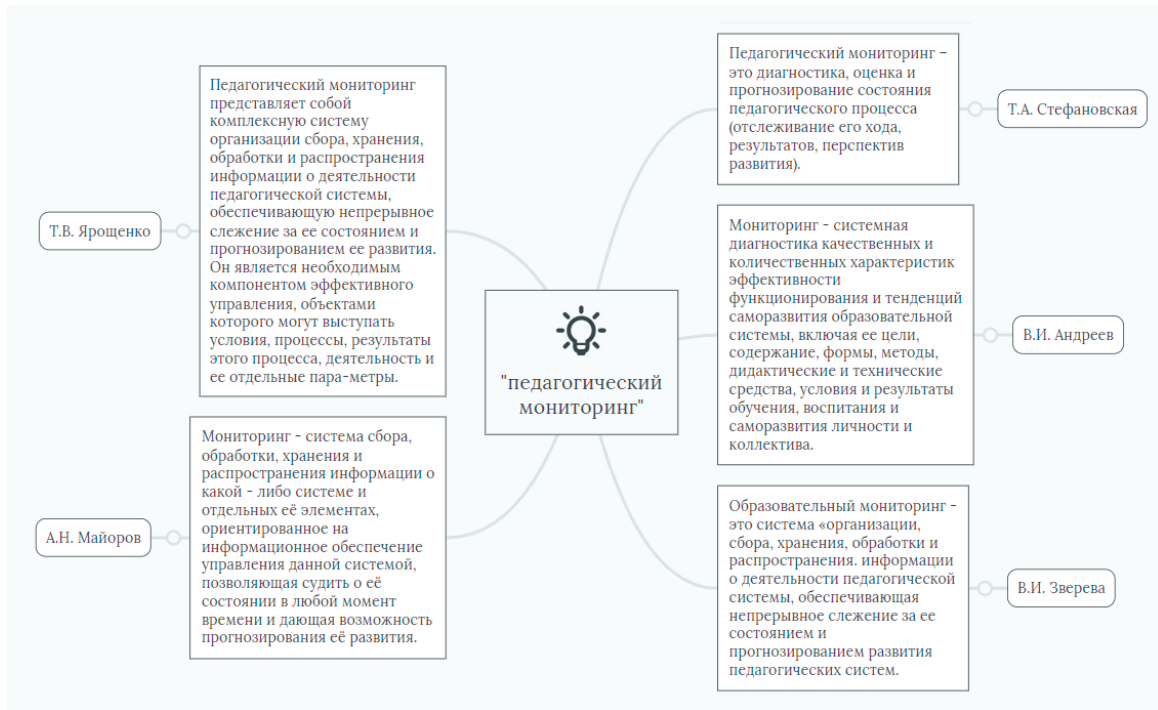 Педагогический мониторинг
представляет собой
комплексную систему
организации сбора, хранения,
обработки и распространения
информации о деятельности
педагогической системы,
обеспечивающую непрерывное
слежение за ее состоянием и
прогнозированием ее развития.
Он является необходимым
компонентом эффективного
управления, объектами
которого могут выступать
условия, процессы, результаты
этого процесса, деятельность и
ее отдельные пара-метры.
Т.В. Ярощенко
Мониторинг - система сбора,
обработки, хранения и
распространения информации о
какой - либо системе и
отдельных её элементах,
ориентированное на
информационное обеспечение
управления данной системой,
позволяющая судить о её
состоянии в любой момент
времени и дающая возможность
прогнозирования её развития.
А.Н. Майоров
"педагогический
мониторинг"
Педагогический мониторинг –
это диагностика, оценка и
прогнозирование состояния
педагогического процесса
(отслеживание его хода,
результатов, перспектив
развития).
Т.А. Стефановская
Мониторинг - системная
диагностика качественных и
количественных характеристик
эффективности
функционирования и тенденций
саморазвития образовательной
системы, включая ее цели,
содержание, формы, методы,
дидактические и технические
средства, условия и результаты
обучения, воспитания и
саморазвития личности и
коллектива.
В.И. Андреев
Образовательный мониторинг -
это система «организации,
сбора, хранения, обработки и
распространения. информации
о деятельности педагогической
системы, обеспечивающая
непрерывное слежение за ее
состоянием и
прогнозированием развития
педагогических систем.
В.И. Зверева